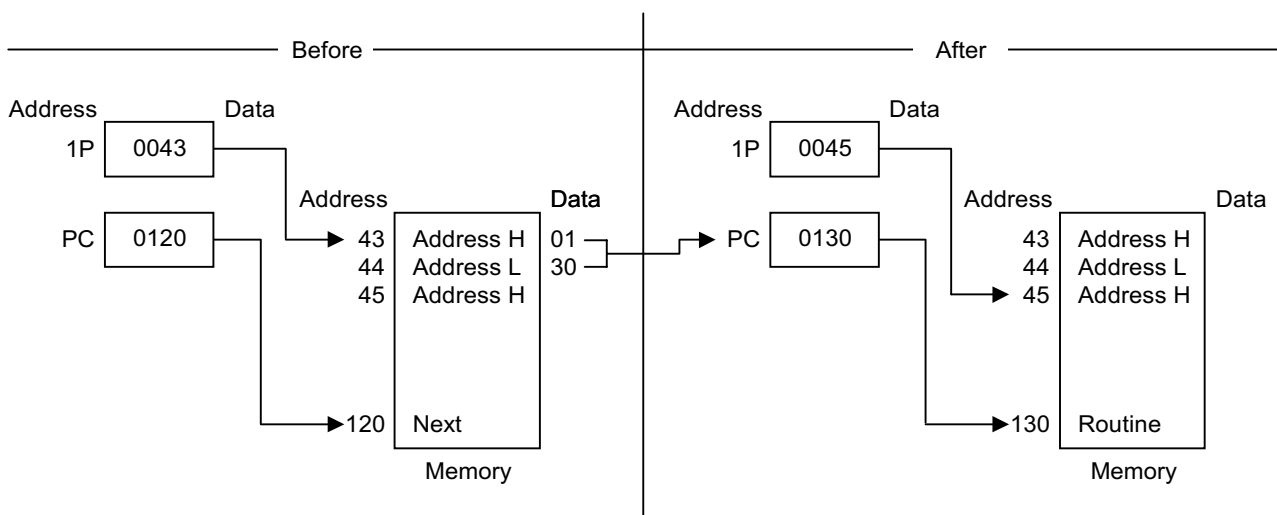 Before
Address Data
1P 0043
Address Data
PC 0120
43 Address H 01
44 Address L 30
45 Address H
120 Next
Memory
After
Address Data
1P 0045
Address Data
PC 0130
43 Address H
44 Address L
45 Address H
130 Routine
Memory